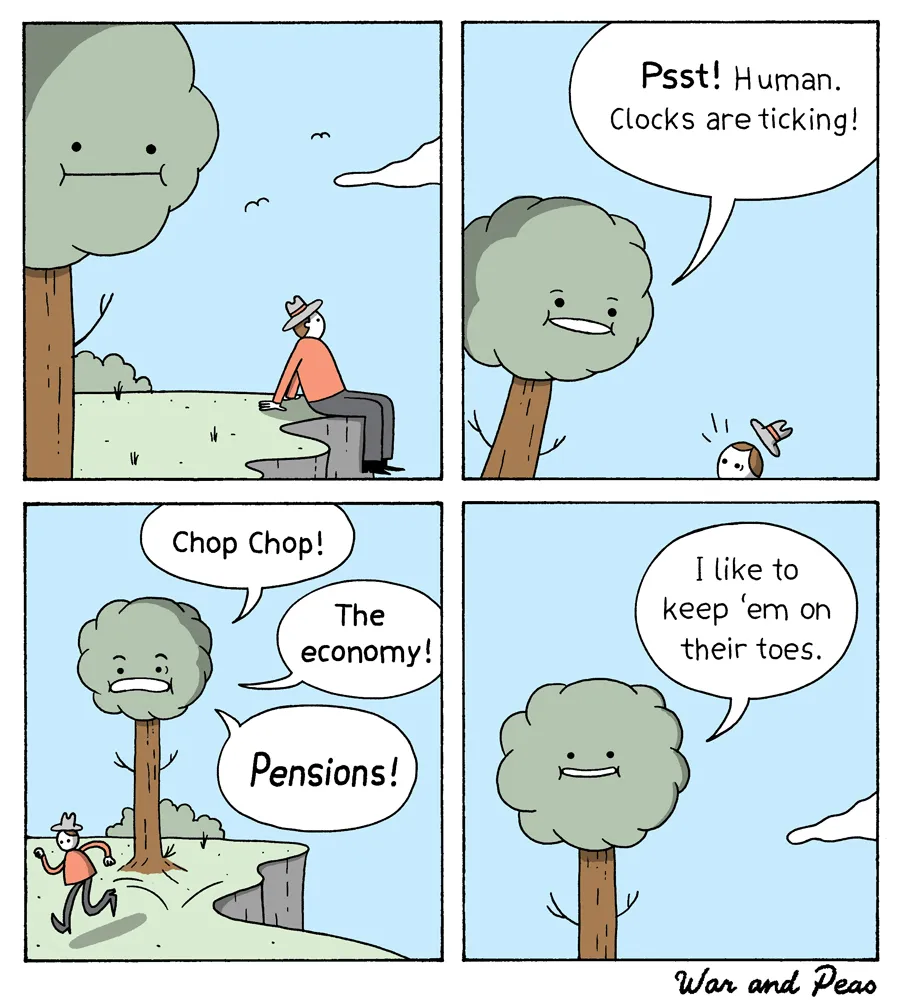 Psst! Human.
Clocks are ticking!
Chop Chop!
The
economy!
Pensions!
I like to
keep ‘em on
their toes.
War and Peas